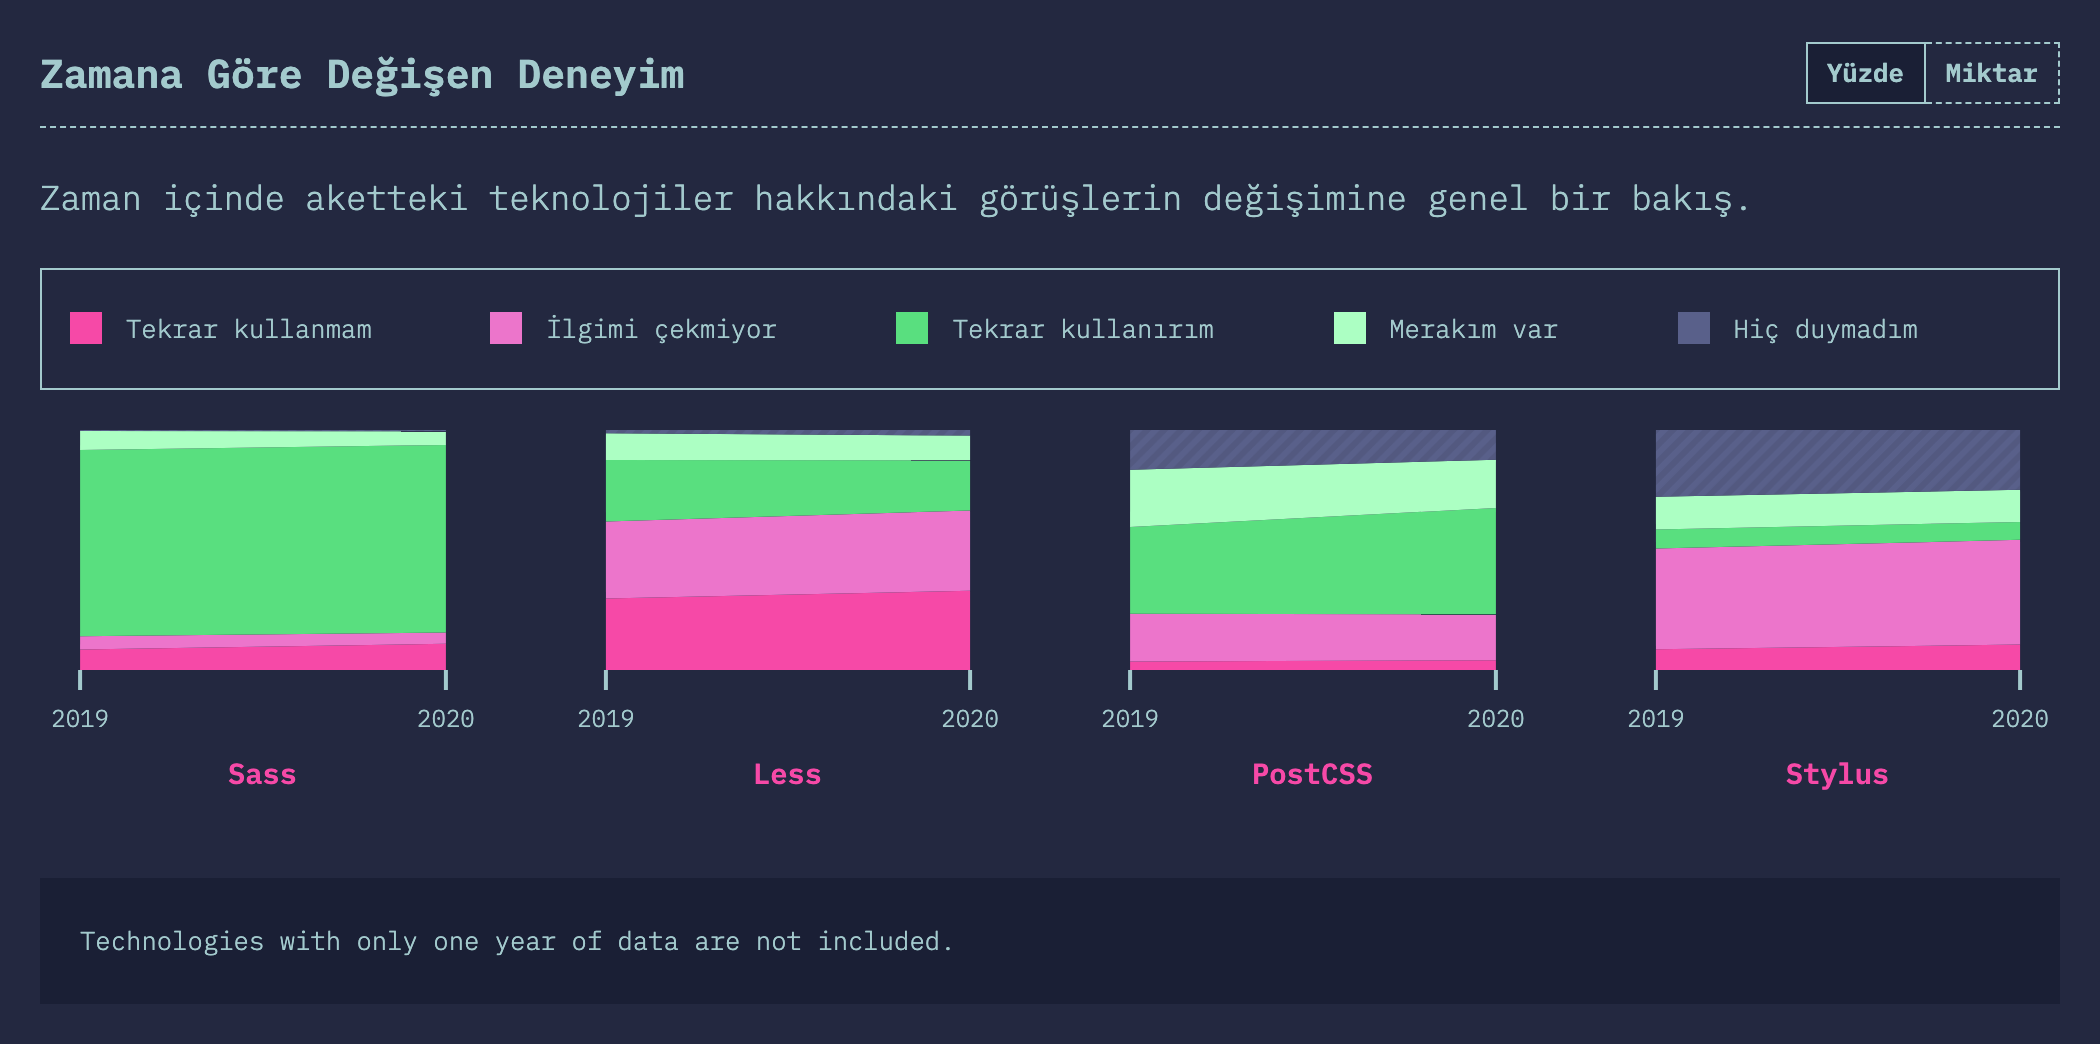 Zamana Göre Değişen Deneyim
Yüzde Miktar
Zaman içinde aketteki teknolojiler hakkındaki görüşlerin değişimine genel bir bakış.
Tekrar kullanmam İlgimi çekmiyor Tekrar kullanırım Merakım var Hiç duymadım
2019 2020 2019 2020 2019 2020 2019 2020
Sass Less PostCSS Stylus
Technologies with only one year of data are not included.